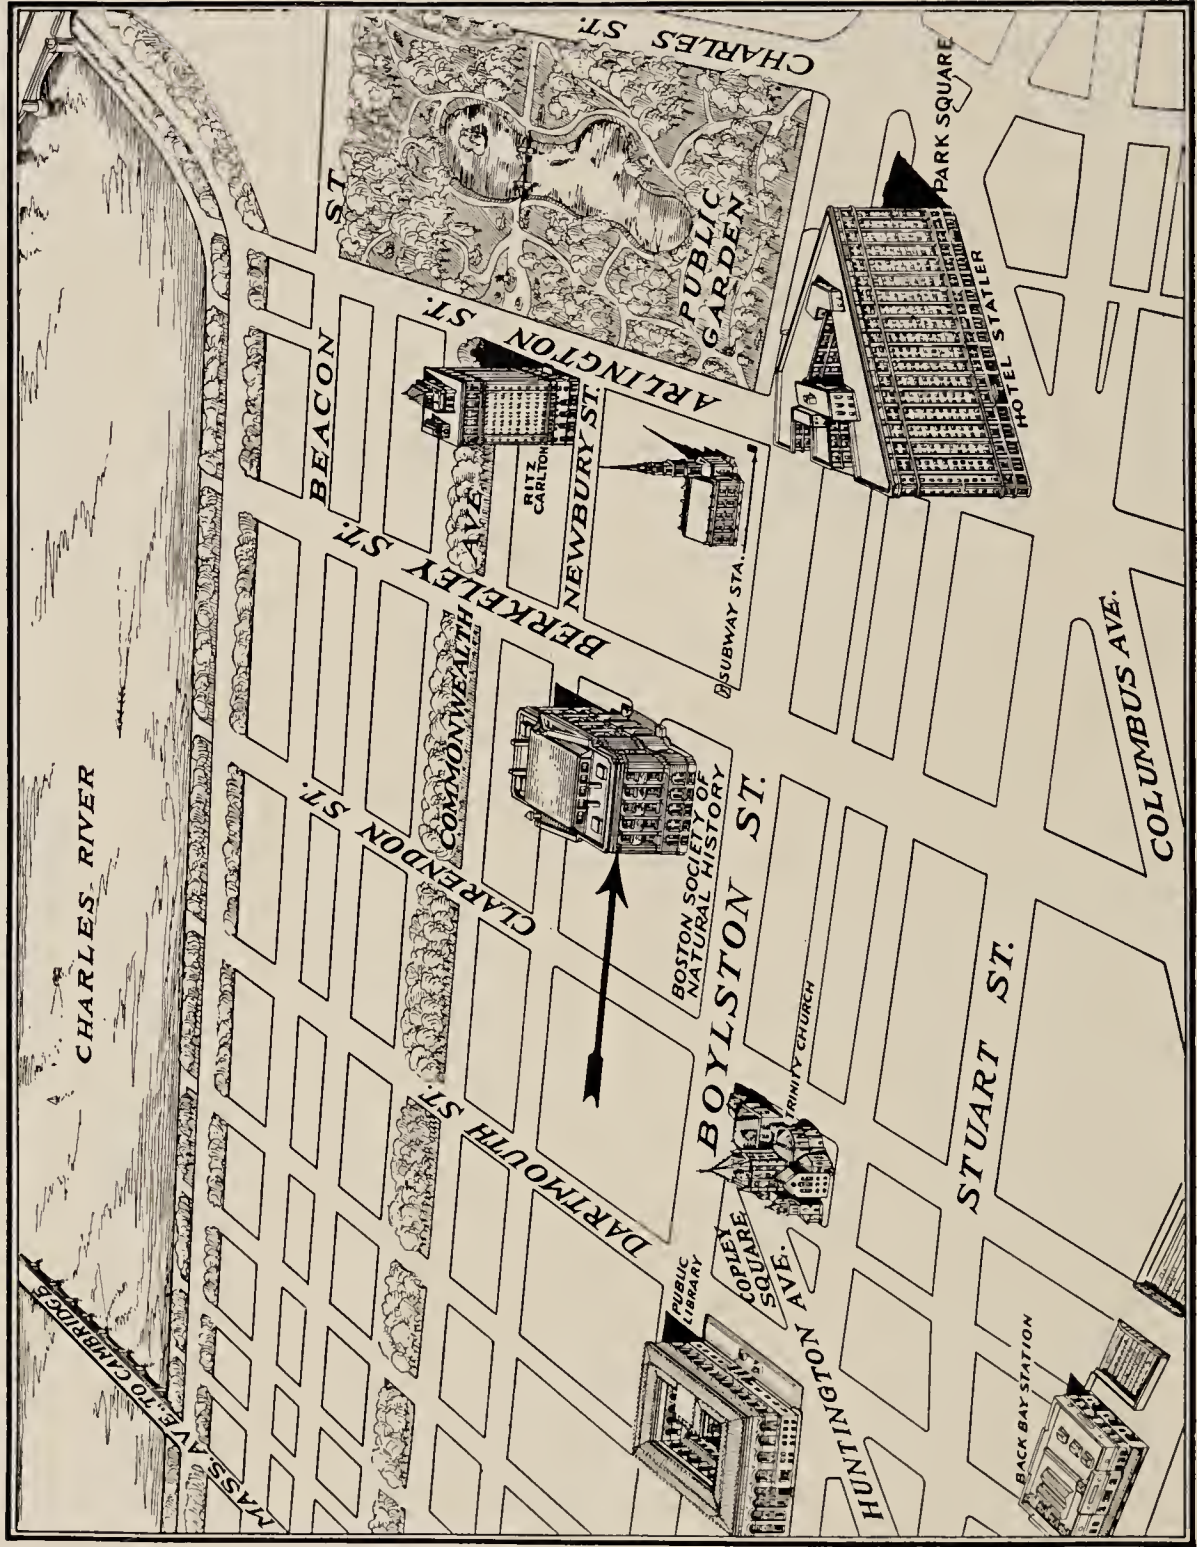 CHARLES RIVER
MASS. AVE. TO CAMBRIDGE
BEACON ST
CHARLES ST.
PARK SQUARE
PUBLIC
GARDEN
ARLINGTON ST.
HOTEL STATLER
RITZ
CARLTON
NEWBURY ST.
COMMONWEALTH AVE
BERKELEY ST.
SUBWAY STA.
CLARENDON ST.
BOSTON SOCIETY OF
NATURAL HISTORY
BOYLSTON ST.
COLUMBUS AVE.
STUART ST.
TRINITY CHURCH
DARTMOUTH ST.
COPLEY
SQUARE
HUNTINGTON AVE.
PUBLIC
LIBRARY
BACK BAY STATION